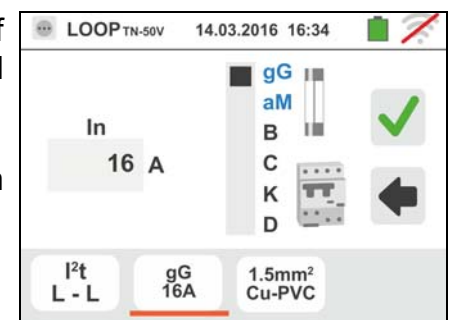 LOOP TN-50V 14.03.2016 16:34
gG
aM
In
B
16 A
C
K
D
I²t
L - L
gG
16A
1.5mm²
Cu-PVC